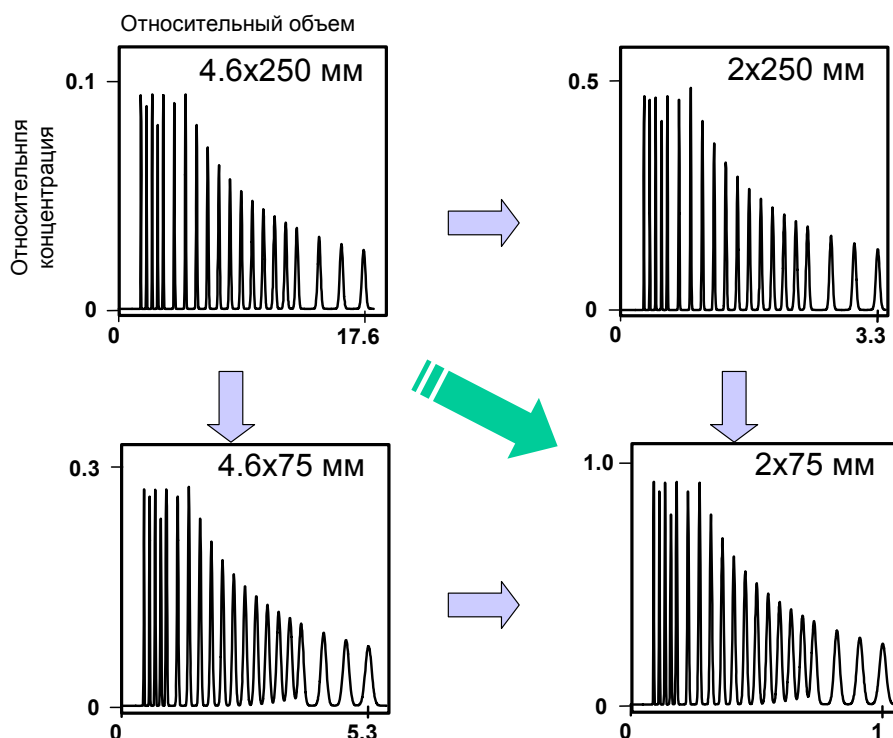 Относительный объем
Относительнпя
концентрация
4.6x250 мм
0.1
0
0
17.6
2x250 мм
0.5
0
0
3.3
4.6x75 мм
0.3
0
0
5.3
2x75 мм
1.0
0
0
1